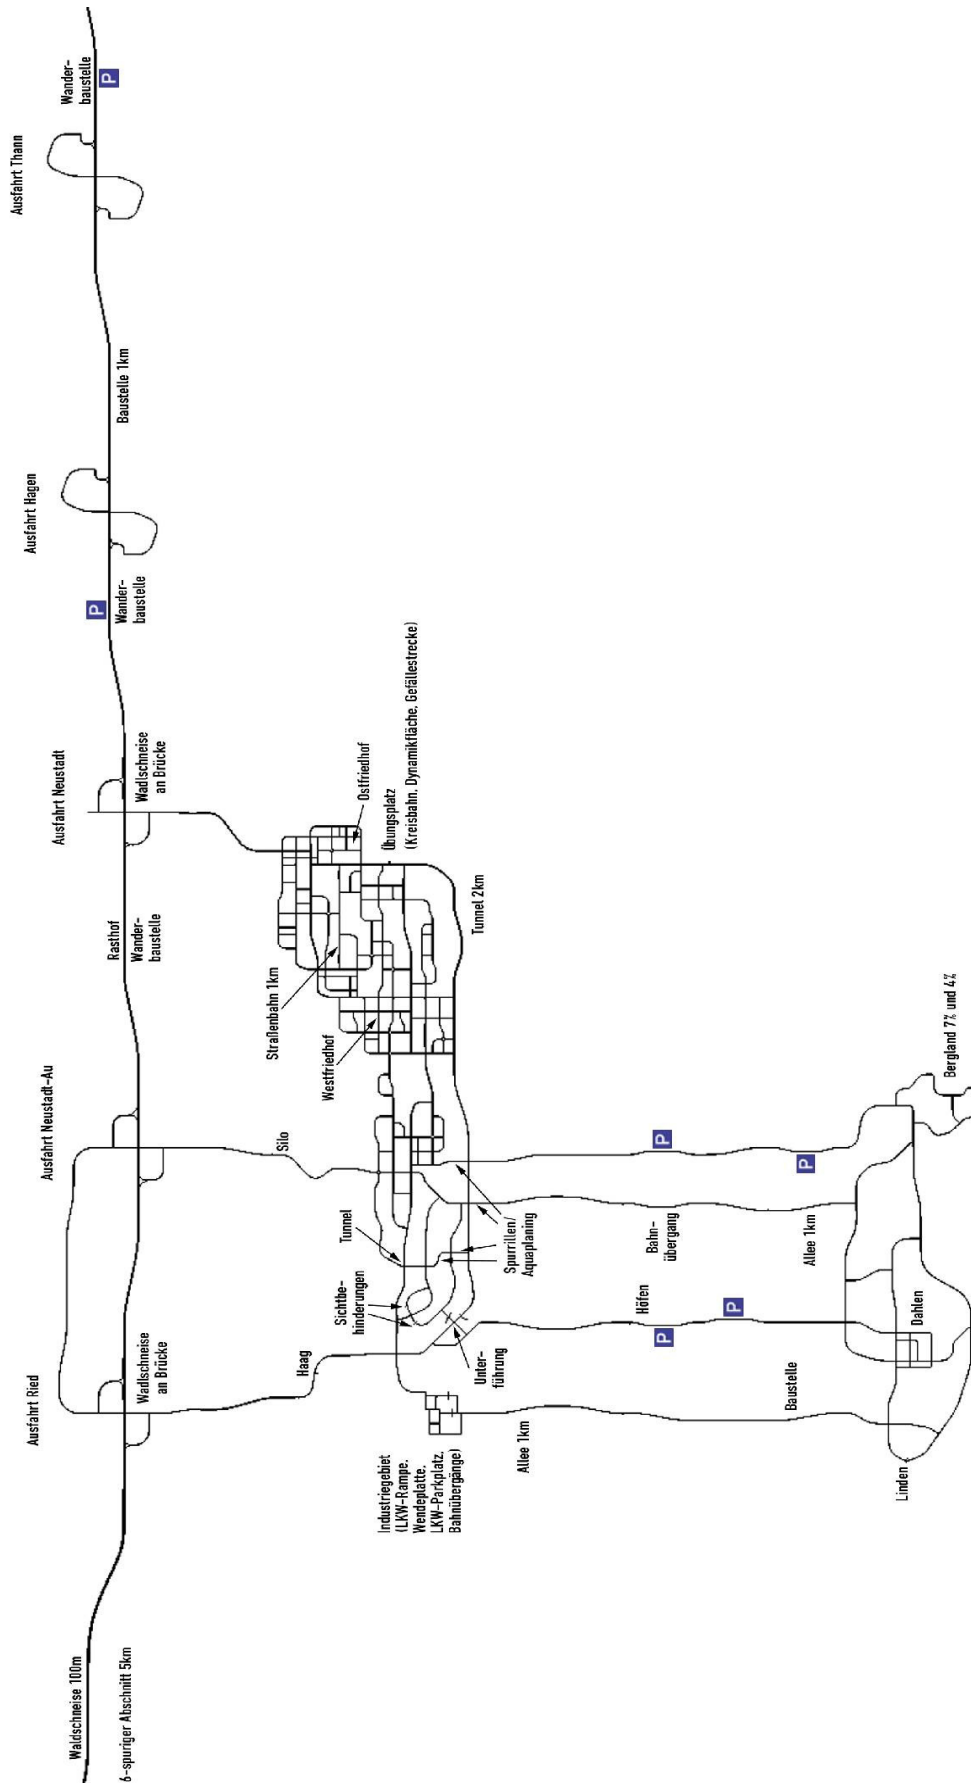 Waldschneise 100m
6-spuriger Abschnitt 5km
Ausfahrt Ried
Wadlschneise
an Brücke
Ausfahrt Neustadt-Au
Rasthof
Wander-
baustelle
Ausfahrt Neustadt
Wadlschneise
an Brücke
P
Wander-
baustelle
Ausfahrt Hagen
Baustelle 1km
Ausfahrt Thann
Wander-
baustelle
P
Haag
Silo
Straßenbahn 1km
Westfriedhof
Ostfriedhof
Übungsplatz
(Kreisbahn, Dynamikfläche, Gefällestrecke)
Tunnel 2km
Tunnel
Sichtbe-
hinderungen
Spurrillen/
Aquaplaning
Unter-
führung
Industriegebiet
(LKW-Rampe,
Wendeplatte,
LKW-Parkplatz,
Bahnübergänge)
Allee 1km
Höfen
P
P
Bahn-
übergang
P
P
Baustelle
Allee 1km
Linden
Dahlen
Bergland 7% und 4%